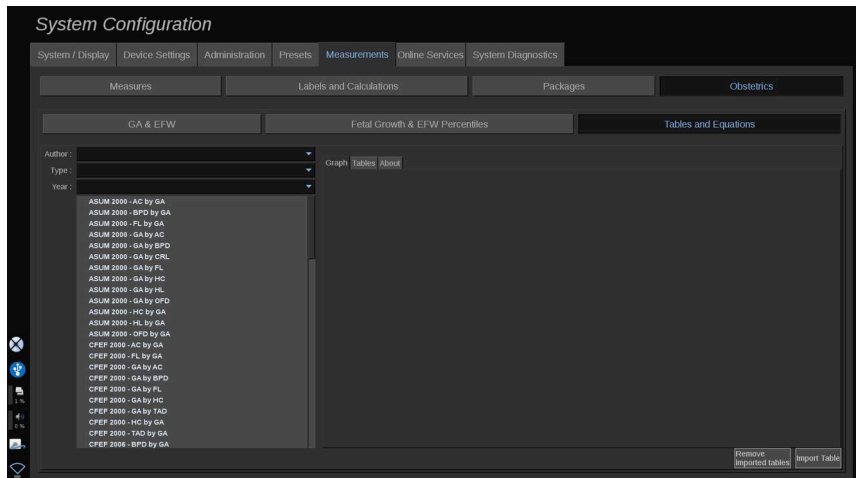 System Configuration
System / Display Device Settings Administration Presets Measurements Online Services System Diagnostics
Measures Labels and Calculations Packages Obstetrics
GA & EFW Fetal Growth & EFW Percentiles Tables and Equations
Author :
Type :
Year :
Graph Tables About
ASUM 2000 - AC by GA
ASUM 2000 - BPD by GA
ASUM 2000 - FL by GA
ASUM 2000 - GA by AC
ASUM 2000 - GA by BPD
ASUM 2000 - GA by CRL
ASUM 2000 - GA by FL
ASUM 2000 - GA by HC
ASUM 2000 - GA by HL
ASUM 2000 - GA by OFD
ASUM 2000 - HC by GA
ASUM 2000 - HL by GA
ASUM 2000 - OFD by GA
CFEF 2000 - AC by GA
CFEF 2000 - FL by GA
CFEF 2000 - GA by AC
CFEF 2000 - GA by BPD
CFEF 2000 - GA by FL
CFEF 2000 - GA by HC
CFEF 2000 - GA by TAD
CFEF 2000 - HC by GA
CFEF 2000 - TAD by GA
CFEF 2006 - BPD by GA
1 %
0 %
Remove
imported tables
Import Table